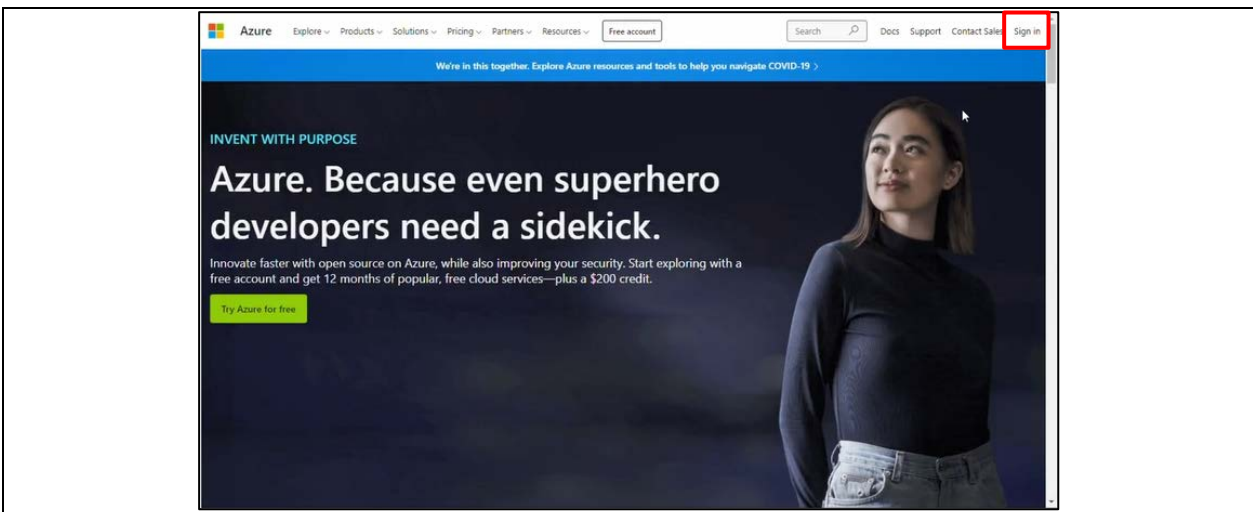 Azure Explore Products Solutions Pricing Partners Resources Free account Search Docs Support Contact Sales Sign in
We're in this together. Explore Azure resources and tools to help you navigate COVID-19 >
INVENT WITH PURPOSE
Azure. Because even superhero
developers need a sidekick.
Innovate faster with open source on Azure, while also improving your security. Start exploring with a
free account and get 12 months of popular, free cloud services—plus a $200 credit.
Try Azure for free